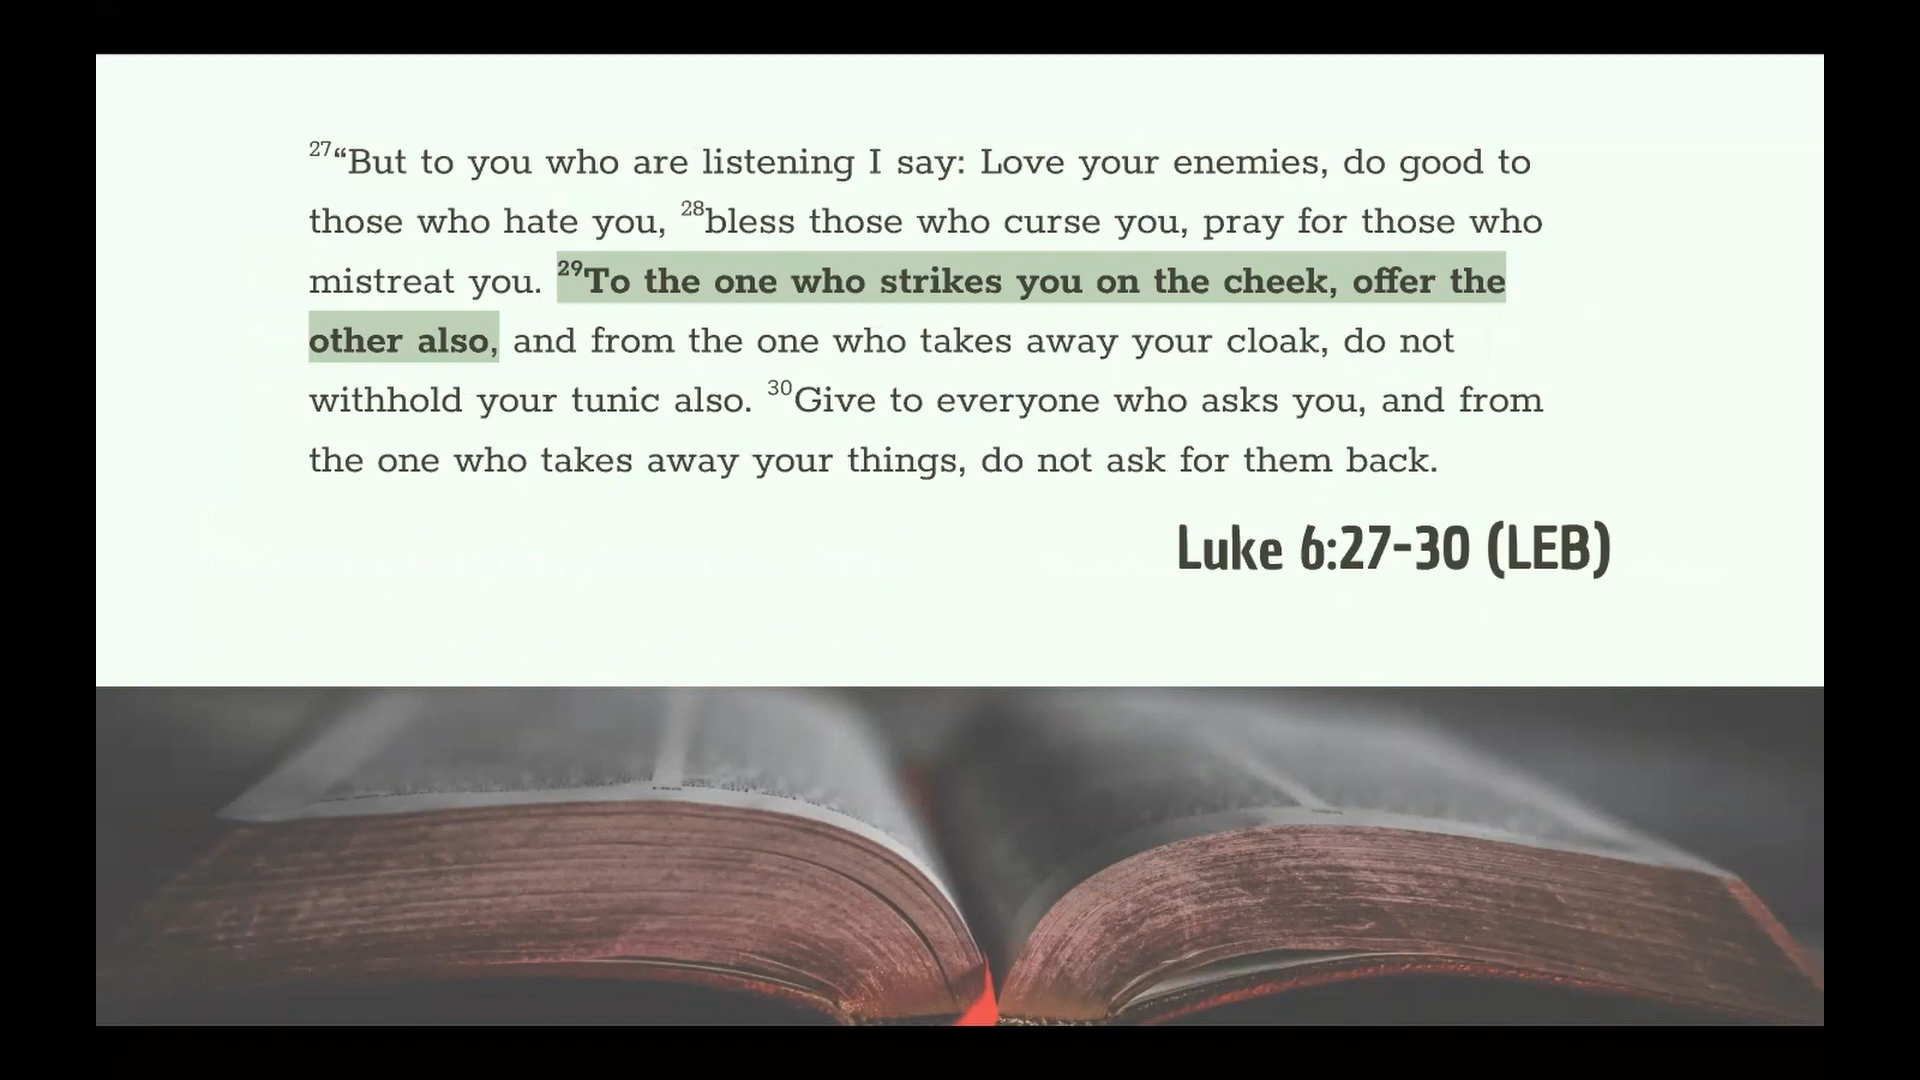 27“But to you who are listening I say: Love your enemies, do good to
those who hate you, 28bless those who curse you, pray for those who
mistreat you. 29To the one who strikes you on the cheek, offer the
other also, and from the one who takes away your cloak, do not
withhold your tunic also. 30Give to everyone who asks you, and from
the one who takes away your things, do not ask for them back.
Luke 6:27-30 (LEB)